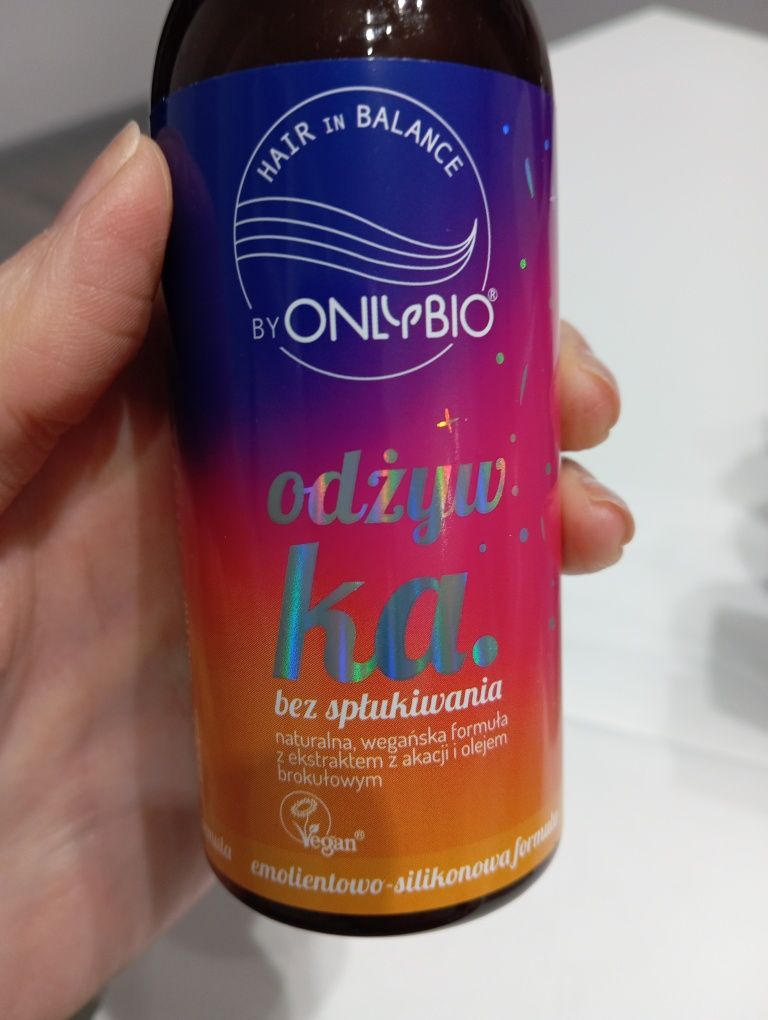 HAIR IN BALANCE
BY ONLYBIO®
odżyw
ka.
bez spłukiwania
naturalna, wegańska formuła
z ekstraktem z akacji i olejem
brokułowym
Vegan®
emolientowo-silikonowa formuła